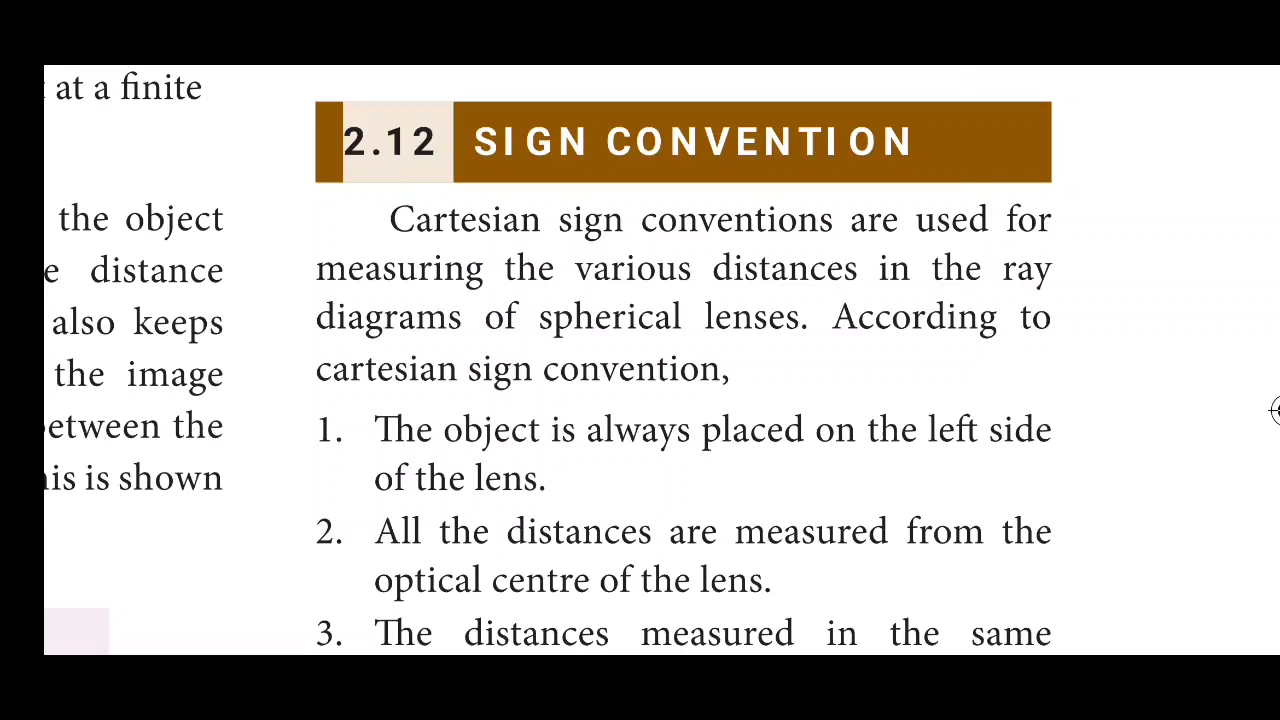 at a finite
the object
distance
also keeps
the image
the
is shown
2.12 SIGN CONVENTION
Cartesian sign conventions are used for
measuring the various distances in the ray
diagrams of spherical lenses. According to
cartesian sign convention,
1. The object is always placed on the left side
of the lens.
2. All the distances are measured from the
optical centre of the lens.
3. The distances measured in the same